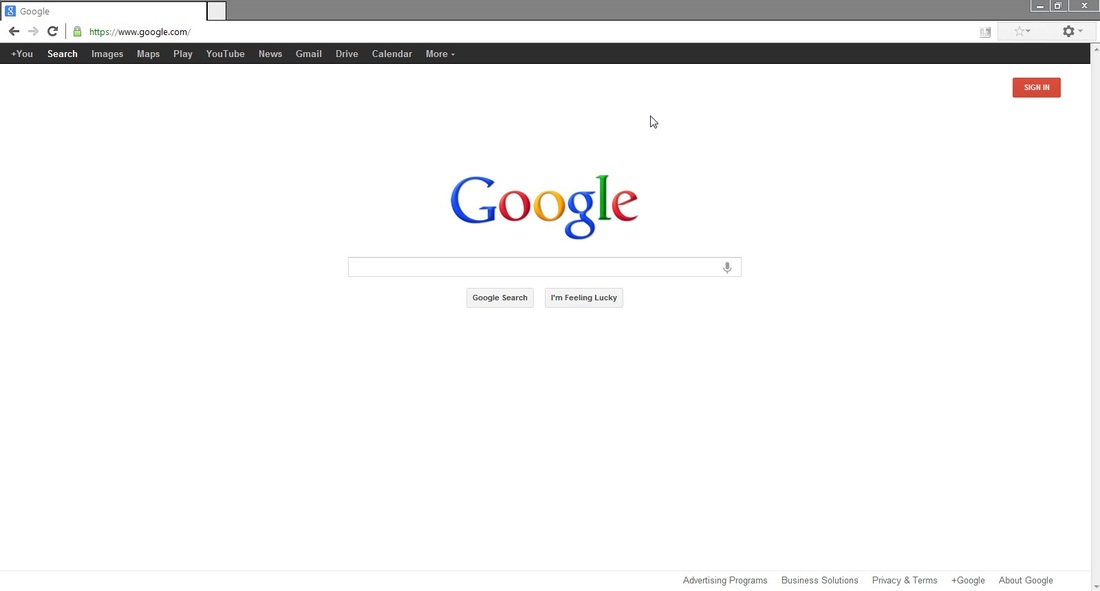 Google
https://www.google.com/
+You Search Images Maps Play YouTube News Gmail Drive Calendar More
SIGN IN
Google
Google Search I'm Feeling Lucky
Advertising Programs Business Solutions Privacy & Terms +Google About Google